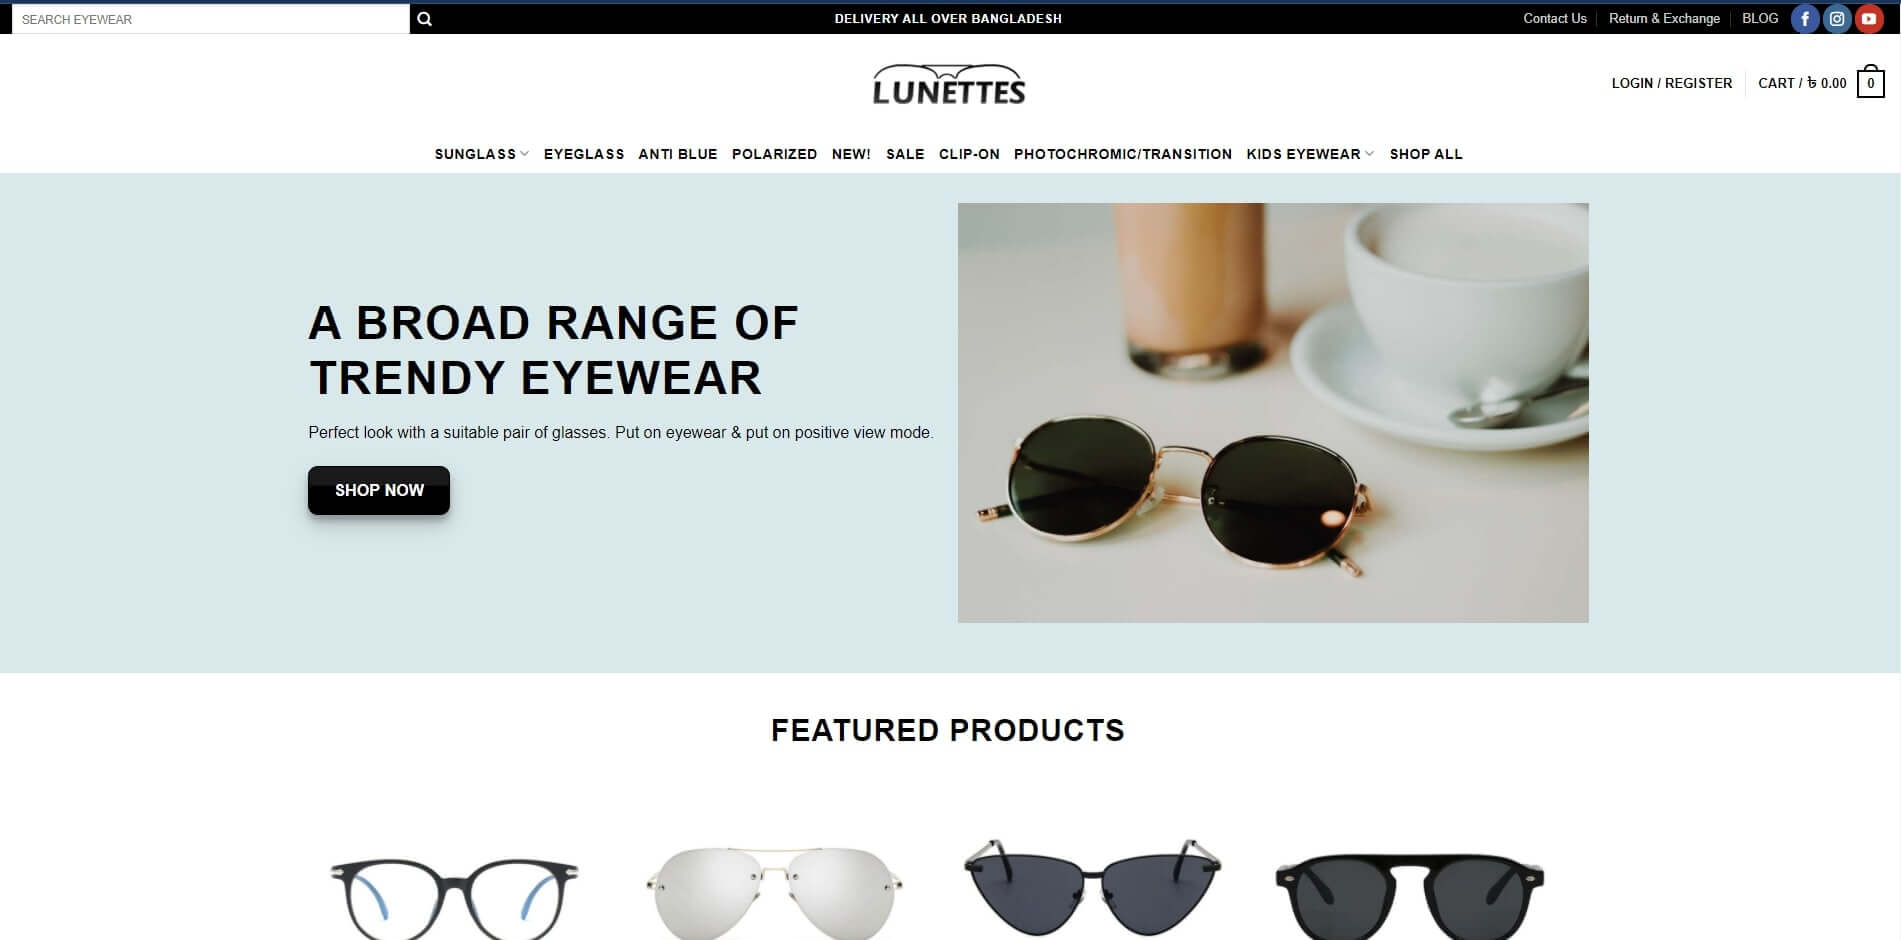 SEARCH EYEWEAR
DELIVERY ALL OVER BANGLADESH
Contact Us
Return & Exchange
BLOG
LUNETTES
LOGIN / REGISTER
CART / ৳ 0.00
0
SUNGLASS EYEGLASS ANTI BLUE POLARIZED NEW! SALE CLIP-ON PHOTOCHROMIC/TRANSITION KIDS EYEWEAR SHOP ALL
A BROAD RANGE OF
TRENDY EYEWEAR
Perfect look with a suitable pair of glasses. Put on eyewear & put on positive view mode.
SHOP NOW
FEATURED PRODUCTS